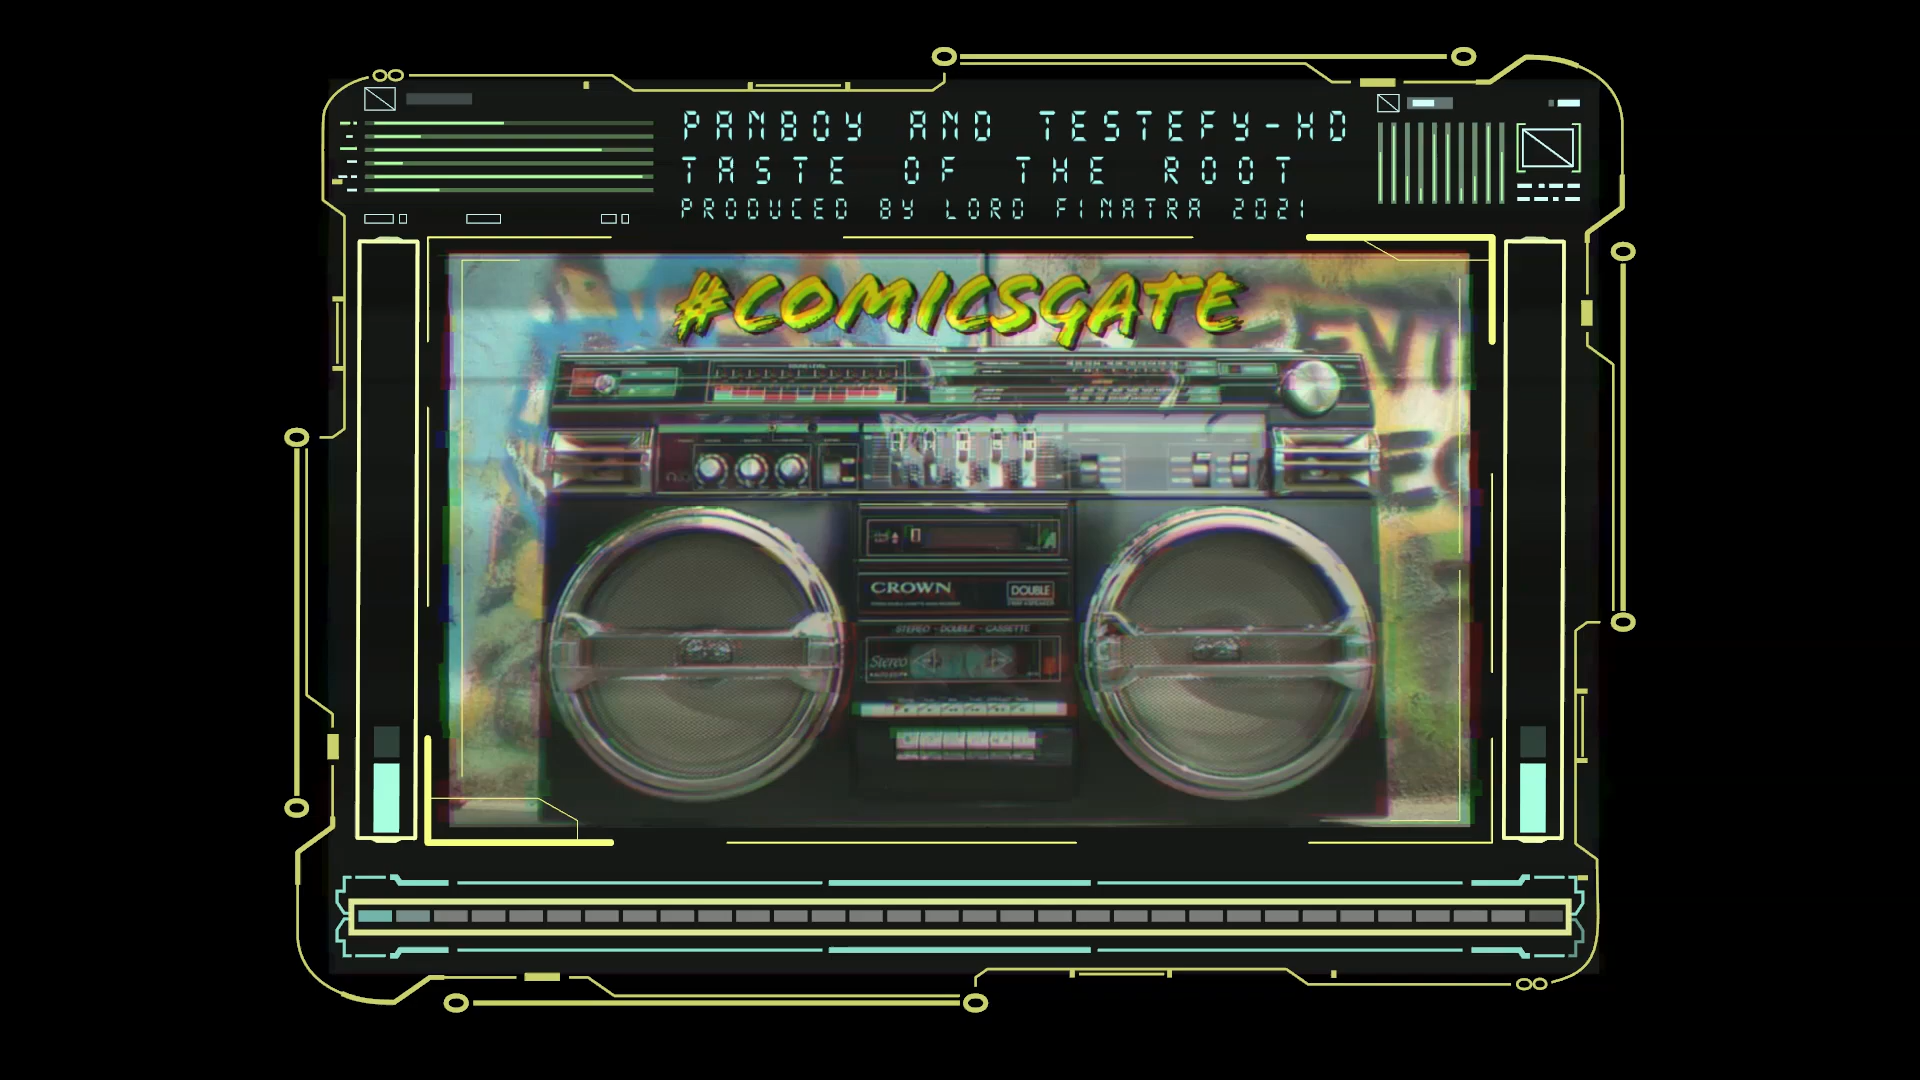 PANBOY AND TESTEFY-HD
TASTE OF THE ROOT
PRODUCED BY LORD FINATRA 2021
#COMICSGATE
CROWN
DOUBLE
STEREO-DOUBLE-CASSETTE
Stereo